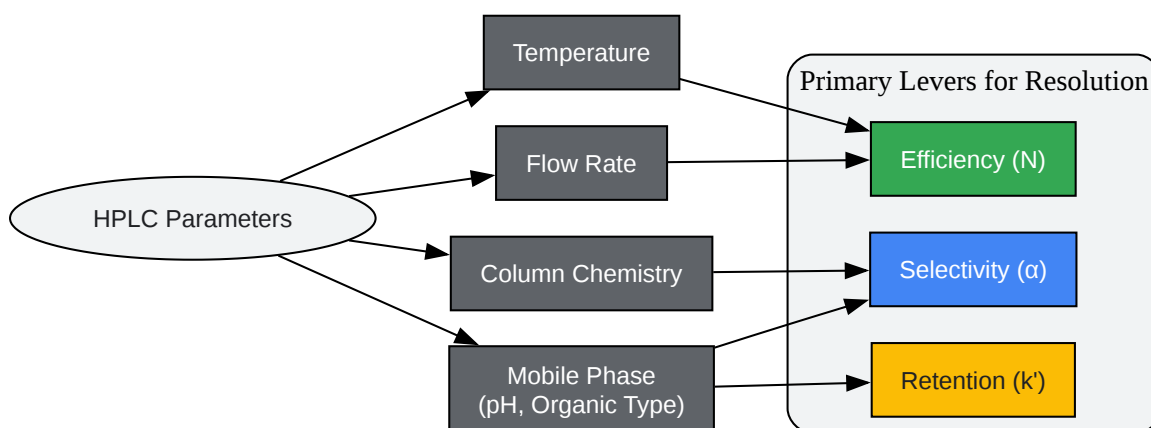 Temperature
Primary Levers for Resolution
Flow Rate
Efficiency (N)
HPLC Parameters
Column Chemistry
Selectivity (α)
Mobile Phase
(pH, Organic Type)
Retention (k')